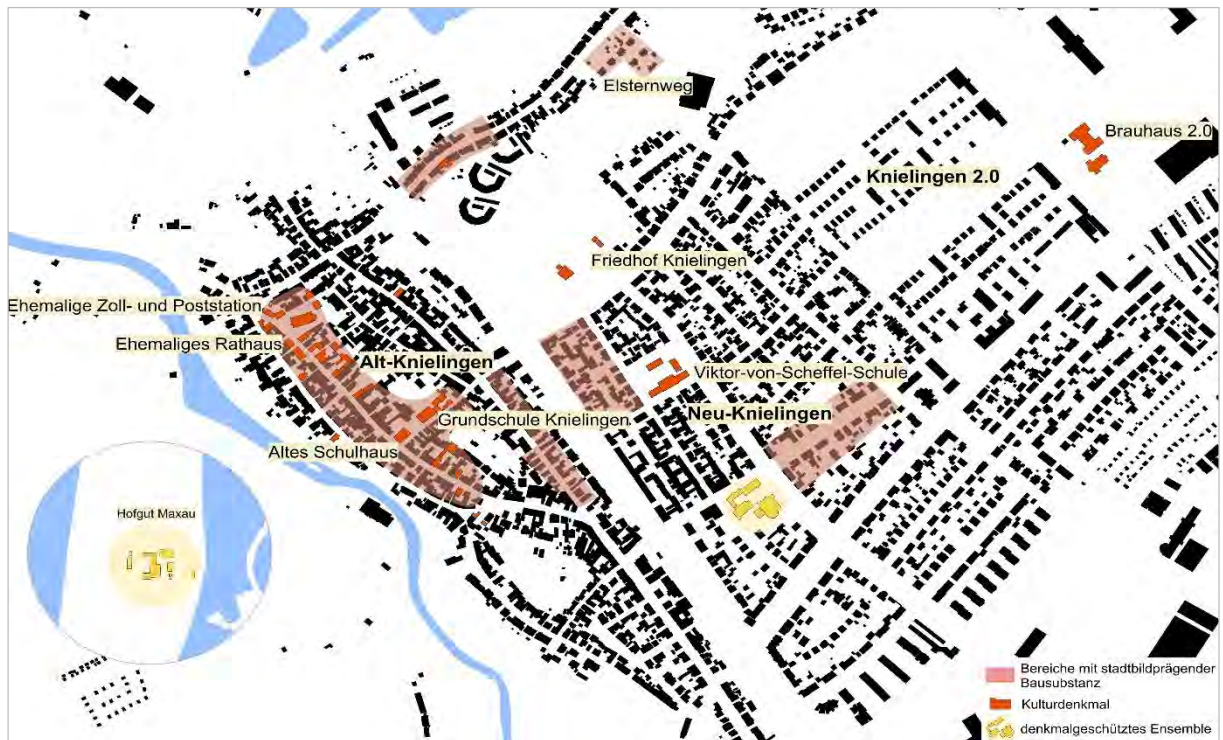 Elsternweg
Brauhaus 2.0
Knielingen 2.0
Friedhof Knielingen
Ehemalige Zoll- und Poststation
Ehemaliges Rathaus
Alt-Knielingen
Viktor-von-Scheffel-Schule
Neu-Knielingen
Grundschule Knielingen
Altes Schulhaus
Hofgut Maxau
Bereiche mit stadtbildprägender
Bausubstanz
Kulturdenkmal
denkmalgeschütztes Ensemble